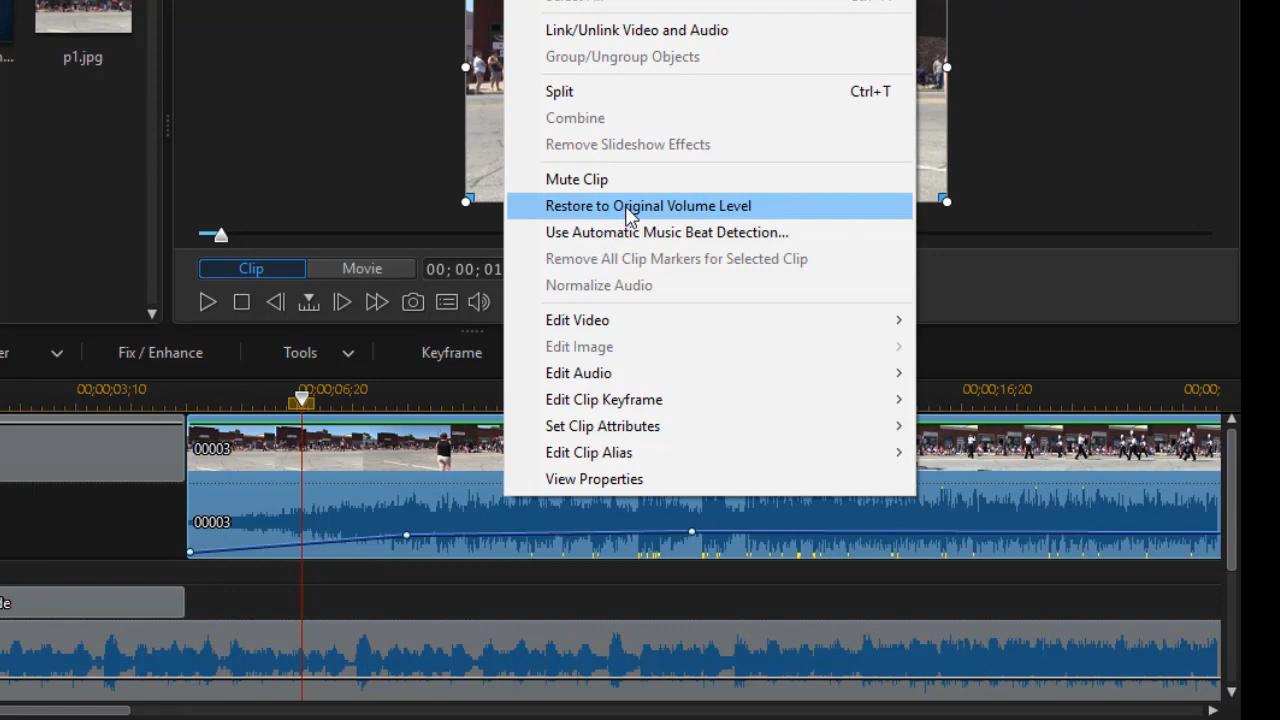 p1.jpg
Link/Unlink Video and Audio
Group/Ungroup Objects
Split Ctrl+T
Combine
Remove Slideshow Effects
Mute Clip
Restore to Original Volume Level
Use Automatic Music Beat Detection...
Remove All Clip Markers for Selected Clip
Normalize Audio
Edit Video
Edit Image
Edit Audio
Edit Clip Keyframe
Set Clip Attributes
Edit Clip Alias
View Properties
Clip Movie 00; 00; 01
Fix / Enhance Tools Keyframe
00;00;03;10 00;00;06;20 00;00;16;20 00;00;
00003
00003